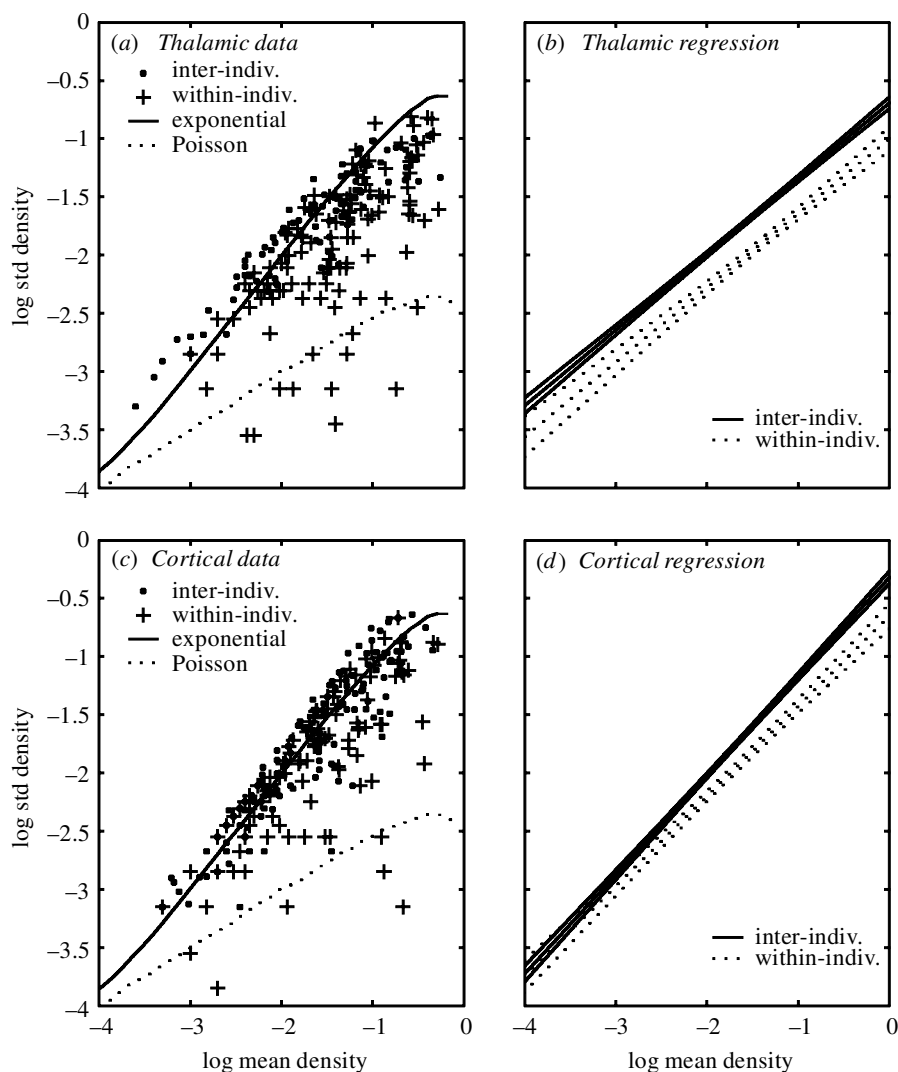 (a) Thalamic data
inter-indiv.
within-indiv.
exponential
Poisson
0
–0.5
–1.0
–1.5
–2
–2.5
–3
–3.5
–4
log std density
(b) Thalamic regression
inter-indiv.
within-indiv.
(c) Cortical data
inter-indiv.
within-indiv.
exponential
Poisson
0
–0.5
–1
–1.5
–2
–2.5
–3
–3.5
–4
log std density
–4 –3 –2 –1 0
log mean density
(d) Cortical regression
inter-indiv.
within-indiv.
–4 –3 –2 –1 0
log mean density